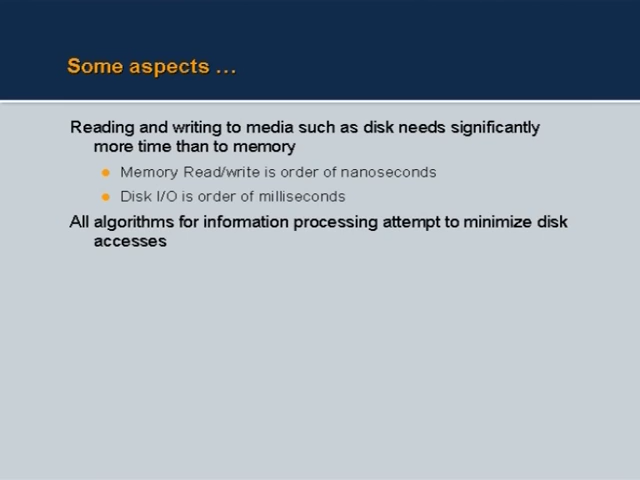 Some aspects ...
Reading and writing to media such as disk needs significantly
more time than to memory
Memory Read/write is order of nanoseconds
Disk I/O is order of milliseconds
All algorithms for information processing attempt to minimize disk
accesses